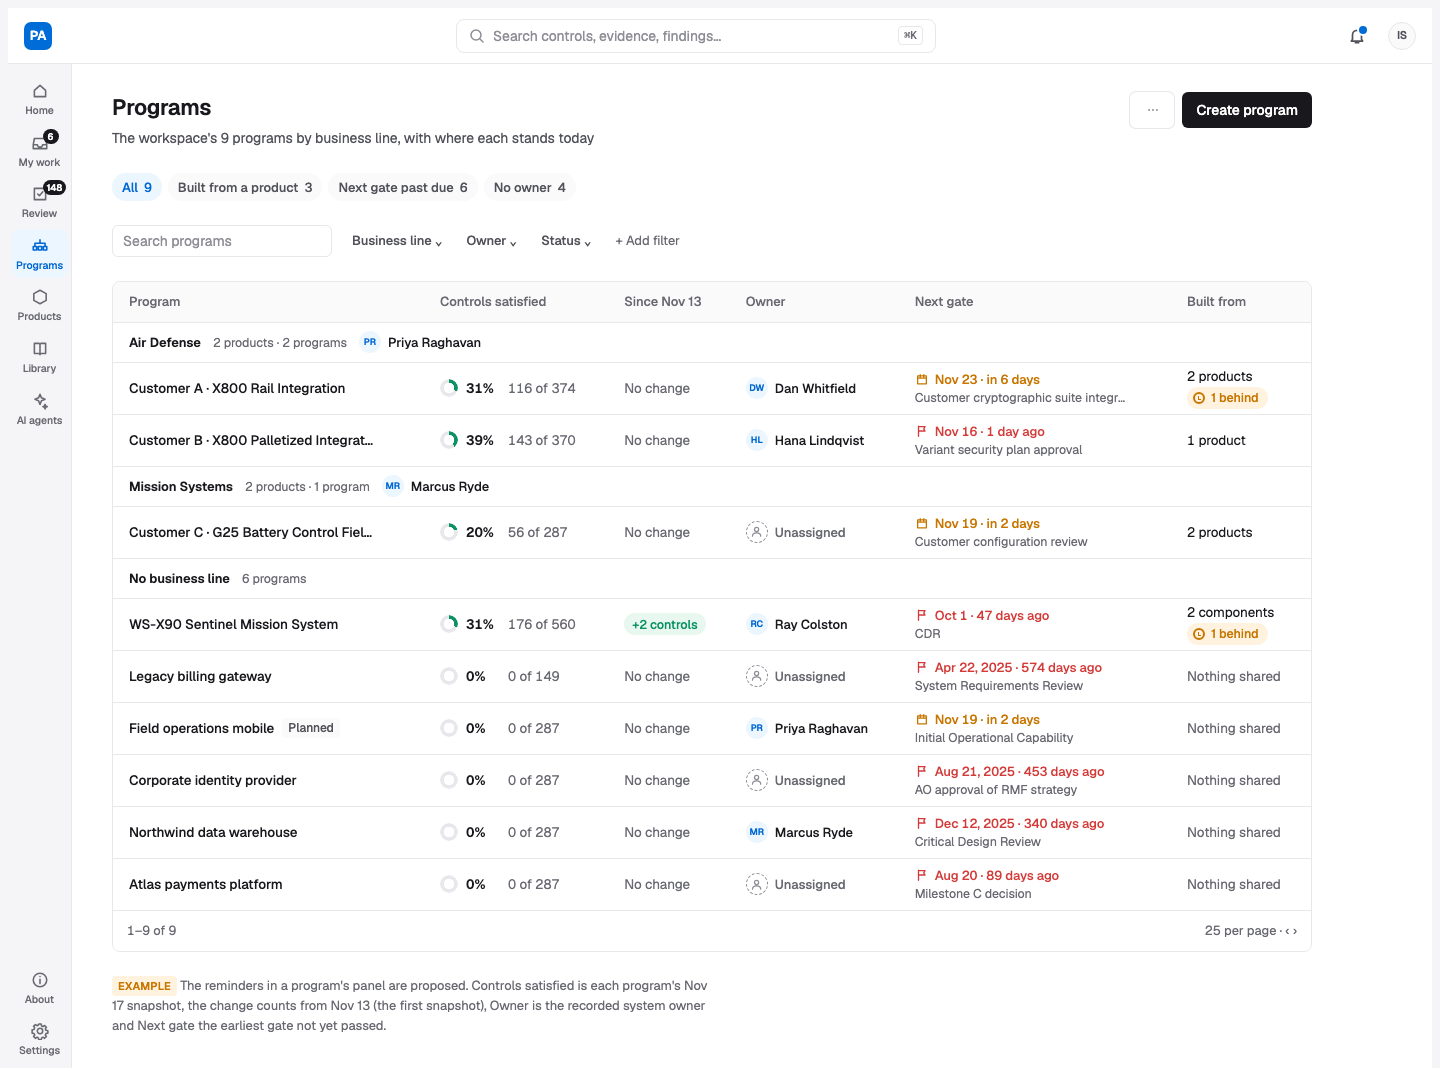 PA
Search controls, evidence, findings...
⌘K
IS
Home
6
My work
148
Review
Programs
Products
Library
AI agents
About
Settings
Programs
The workspace's 9 programs by business line, with where each stands today
...
Create program
All 9
Built from a product 3
Next gate past due 6
No owner 4
Search programs
Business line
Owner
Status
+ Add filter
Program Controls satisfied Since Nov 13 Owner Next gate Built from
Air Defense 2 products · 2 programs PR Priya Raghavan
Customer A · X800 Rail Integration 31% 116 of 374 No change DW Dan Whitfield Nov 23 · in 6 days 2 products
Customer cryptographic suite integr... 1 behind
Customer B · X800 Palletized Integrat... 39% 143 of 370 No change HL Hana Lindqvist Nov 16 · 1 day ago 1 product
Variant security plan approval
Mission Systems 2 products · 1 program MR Marcus Ryde
Customer C · G25 Battery Control Fiel... 20% 56 of 287 No change Unassigned Nov 19 · in 2 days 2 products
Customer configuration review
No business line 6 programs
WS-X90 Sentinel Mission System 31% 176 of 560 +2 controls RC Ray Colston Oct 1 · 47 days ago 2 components
CDR 1 behind
Legacy billing gateway 0% 0 of 149 No change Unassigned Apr 22, 2025 · 574 days ago Nothing shared
System Requirements Review
Field operations mobile Planned 0% 0 of 287 No change PR Priya Raghavan Nov 19 · in 2 days Nothing shared
Initial Operational Capability
Corporate identity provider 0% 0 of 287 No change Unassigned Aug 21, 2025 · 453 days ago Nothing shared
AO approval of RMF strategy
Northwind data warehouse 0% 0 of 287 No change MR Marcus Ryde Dec 12, 2025 · 340 days ago Nothing shared
Critical Design Review
Atlas payments platform 0% 0 of 287 No change Unassigned Aug 20 · 89 days ago Nothing shared
Milestone C decision
1–9 of 9
25 per page · ‹ ›
EXAMPLE The reminders in a program's panel are proposed. Controls satisfied is each program's Nov
17 snapshot, the change counts from Nov 13 (the first snapshot), Owner is the recorded system owner
and Next gate the earliest gate not yet passed.